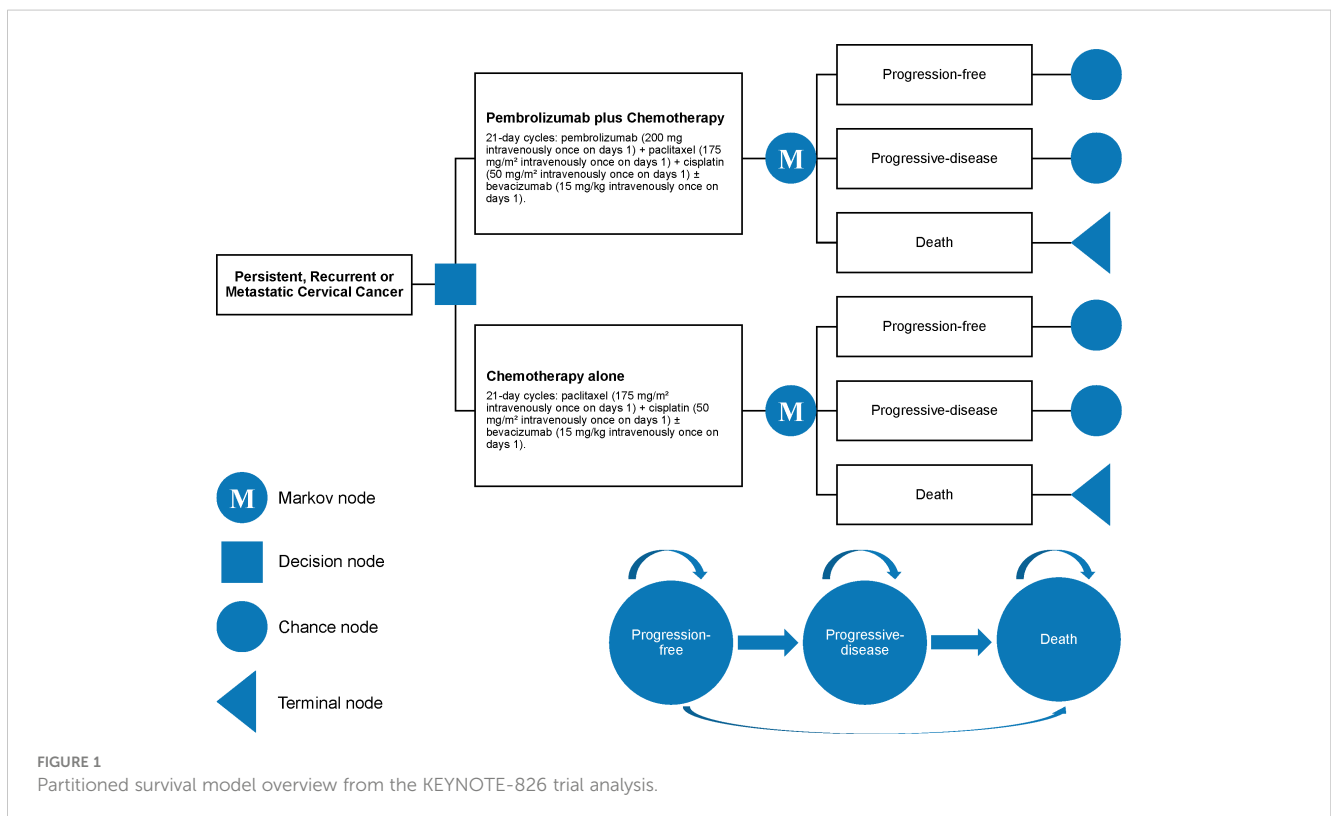 Progression-free
Pembrolizumab plus Chemotherapy
21-day cycles: pembrolizumab (200 mg
intravenously once on days 1) + paclitaxel (175
mg/m² intravenously once on days 1) + cisplatin
(50 mg/m² intravenously once on days 1) ±
bevacizumab (15 mg/kg intravenously once on
days 1).
M
Progressive-disease
Death
Persistent, Recurrent or
Metastatic Cervical Cancer
Progression-free
Chemotherapy alone
21-day cycles: paclitaxel (175 mg/m²
intravenously once on days 1) + cisplatin (50
mg/m² intravenously once on days 1) ±
bevacizumab (15 mg/kg intravenously once on
days 1).
M
Progressive-disease
Death
M
Markov node
Decision node
Chance node
Terminal node
Progression-
free
Progressive-
disease
Death
FIGURE 1
Partitioned survival model overview from the KEYNOTE-826 trial analysis.